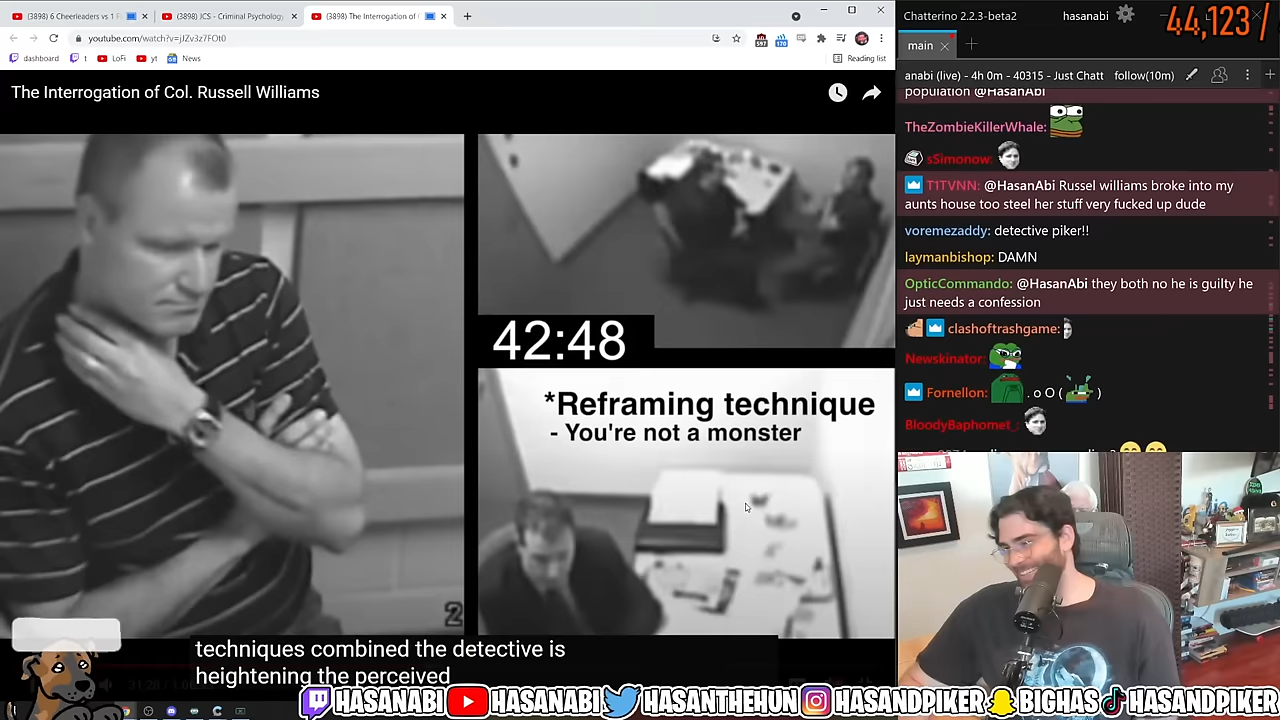 (3898) 6 Cheerleaders vs 1 F
(3898) JCS - Criminal Psycholog
(3898) The Interrogation of
youtube.com/watch?v=jJZv3z7FOt0
597
170
dashboard
t
LoFi
yt
News
Reading list
The Interrogation of Col. Russell Williams
42:48
*Reframing technique
- You're not a monster
2
techniques combined the detective is
heightening the perceived
Chatterino 2.2.3-beta2
hasanabi
44,123/
main
anabi (live) - 4h 0m - 40315 - Just Chatt
follow(10m)
population @HasanAbi
TheZombieKillerWhale:
sSimonow:
T1TVNN: @HasanAbi Russel williams broke into my
aunts house too steel her stuff very fucked up dude
voremezaddy: detective piker!!
laymanbishop: DAMN
OpticCommando: @HasanAbi they both no he is guilty he
just needs a confession
clashoftrashgame:
Newskinator:
Fornellon: . o O ( )
BloodyBaphomet_:
HASANABI
HASANABI
HASANTHEHUN
HASANDPIKER
BIGHAS
HASANDPIKER